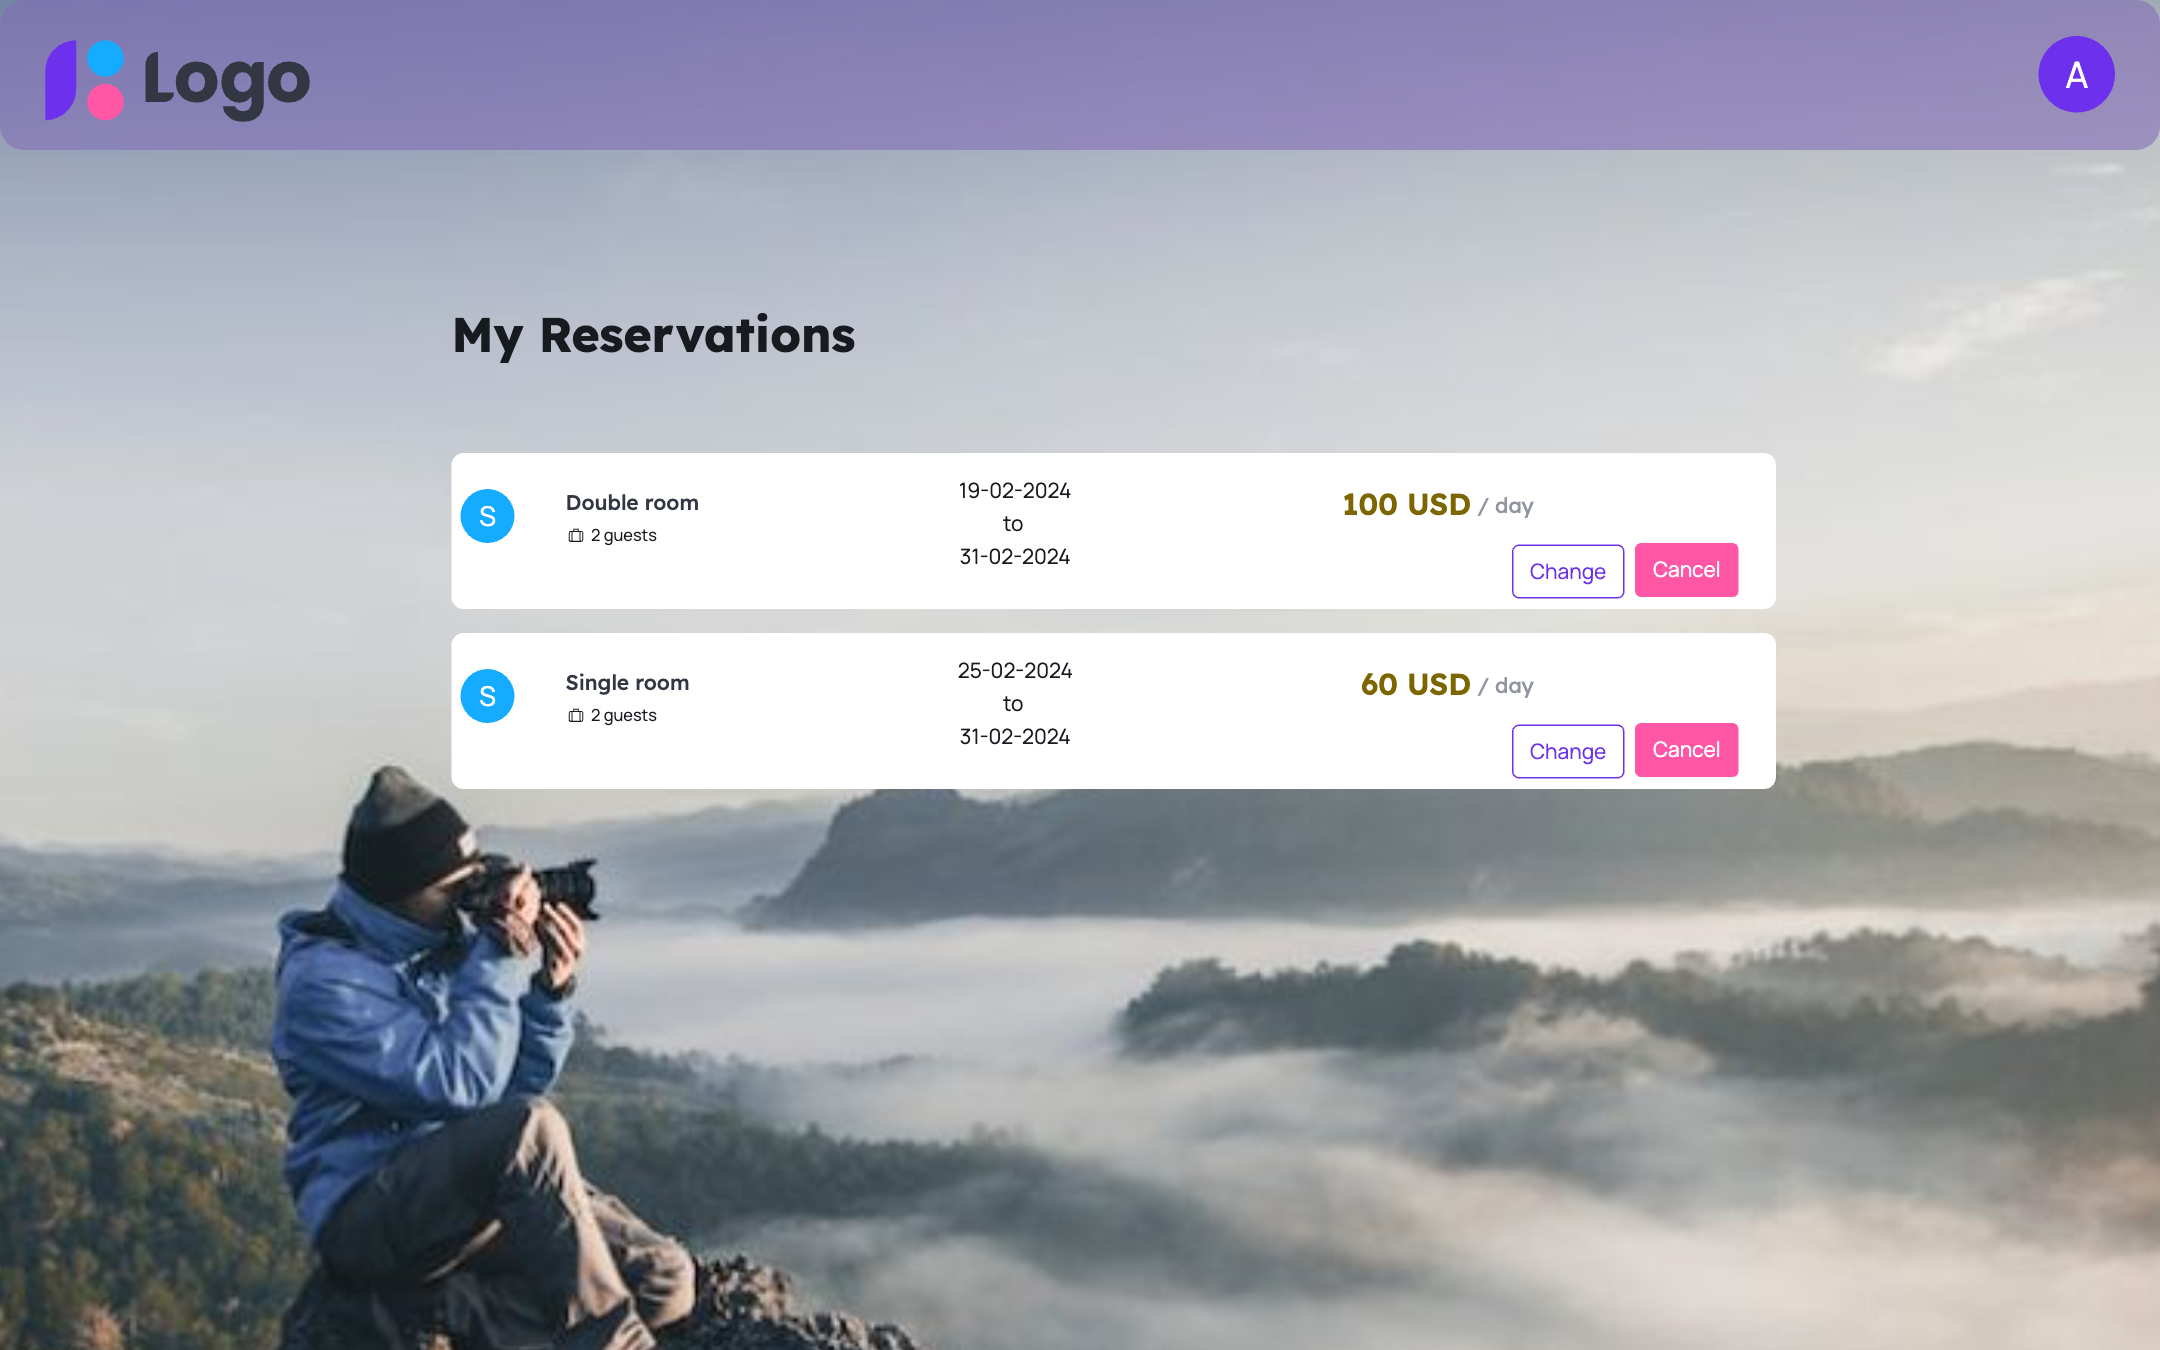 Logo
A
My Reservations
S
Double room
2 guests
19-02-2024
to
31-02-2024
100 USD / day
Change
Cancel
S
Single room
2 guests
25-02-2024
to
31-02-2024
60 USD / day
Change
Cancel